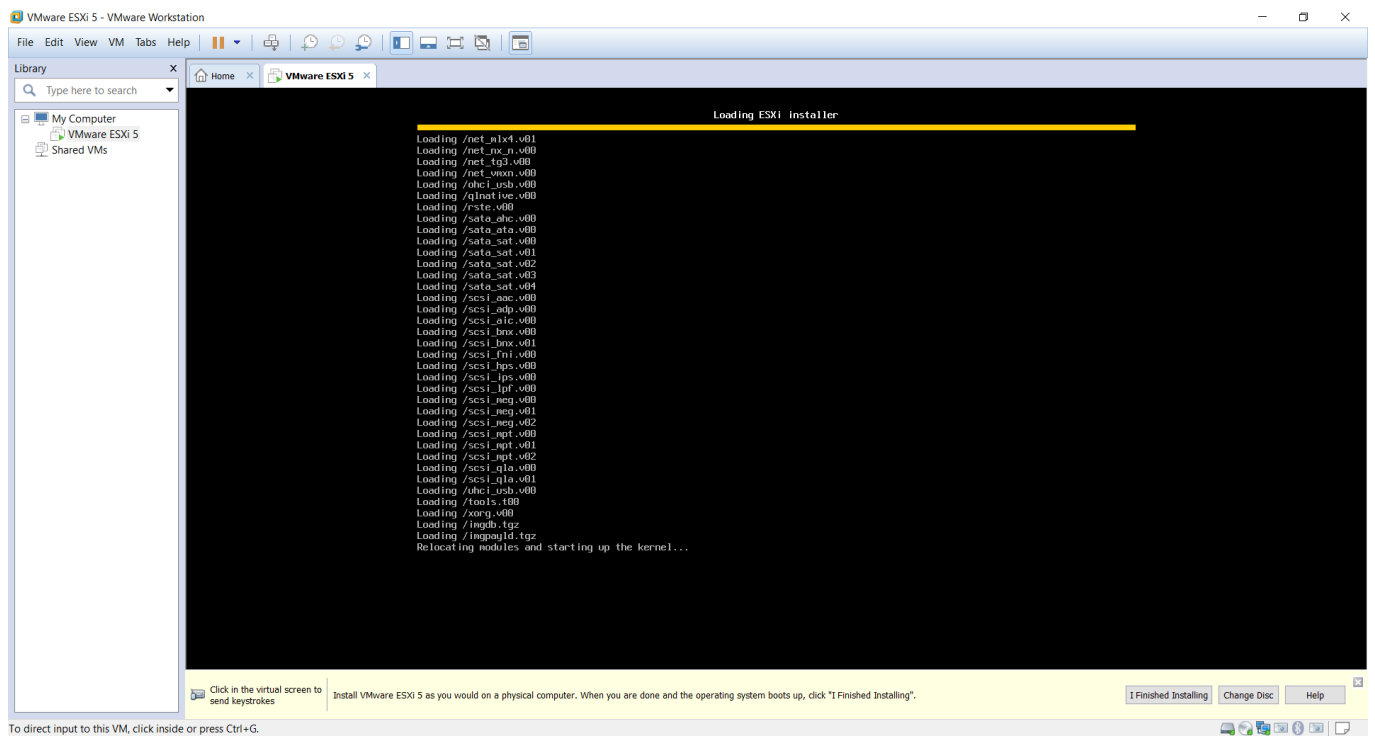 VMware ESXi 5 - VMware Workstation
File Edit View VM Tabs Help
Library x
Home × VMware ESXi 5 ×
Type here to search
My Computer
VMware ESXi 5
Shared VMs
Loading ESXi installer
Loading /net_mlx4.v01
Loading /net_nx_n.v00
Loading /net_tg3.v00
Loading /net_vmxn.v00
Loading /ohci_usb.v00
Loading /qlnative.v00
Loading /rste.v00
Loading /sata_ahc.v00
Loading /sata_ata.v00
Loading /sata_sat.v00
Loading /sata_sat.v01
Loading /sata_sat.v02
Loading /sata_sat.v03
Loading /sata_sat.v04
Loading /scsi_aac.v00
Loading /scsi_adp.v00
Loading /scsi_aic.v00
Loading /scsi_bnx.v00
Loading /scsi_bnx.v01
Loading /scsi_fni.v00
Loading /scsi_hps.v00
Loading /scsi_ips.v00
Loading /scsi_lpf.v00
Loading /scsi_meg.v00
Loading /scsi_meg.v01
Loading /scsi_meg.v02
Loading /scsi_mpt.v00
Loading /scsi_mpt.v01
Loading /scsi_mpt.v02
Loading /scsi_qla.v00
Loading /scsi_qla.v01
Loading /uhci_usb.v00
Loading /tools.t00
Loading /xorg.v00
Loading /imgdb.tgz
Loading /imgpayld.tgz
Relocating modules and starting up the kernel...
Click in the virtual screen to
send keystrokes
Install VMware ESXi 5 as you would on a physical computer. When you are done and the operating system boots up, click "I Finished Installing".
I Finished Installing Change Disc Help
To direct input to this VM, click inside or press Ctrl+G.